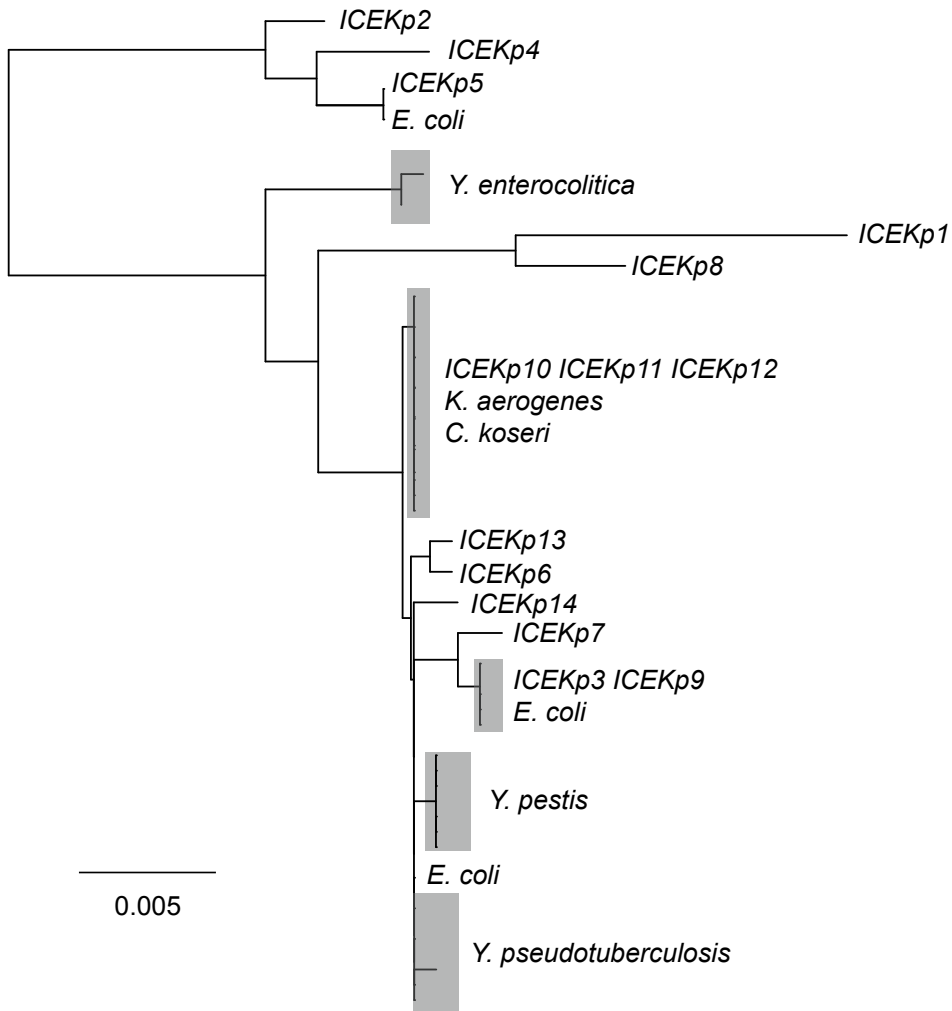 ICEKp2
ICEKp4
ICEKp5
E. coli
Y. enterocolitica
ICEKp1
ICEKp8
ICEKp10 ICEKp11 ICEKp12
K. aerogenes
C. koseri
ICEKp13
ICEKp6
ICEKp14
ICEKp7
ICEKp3 ICEKp9
E. coli
Y. pestis
E. coli
0.005
Y. pseudotuberculosis